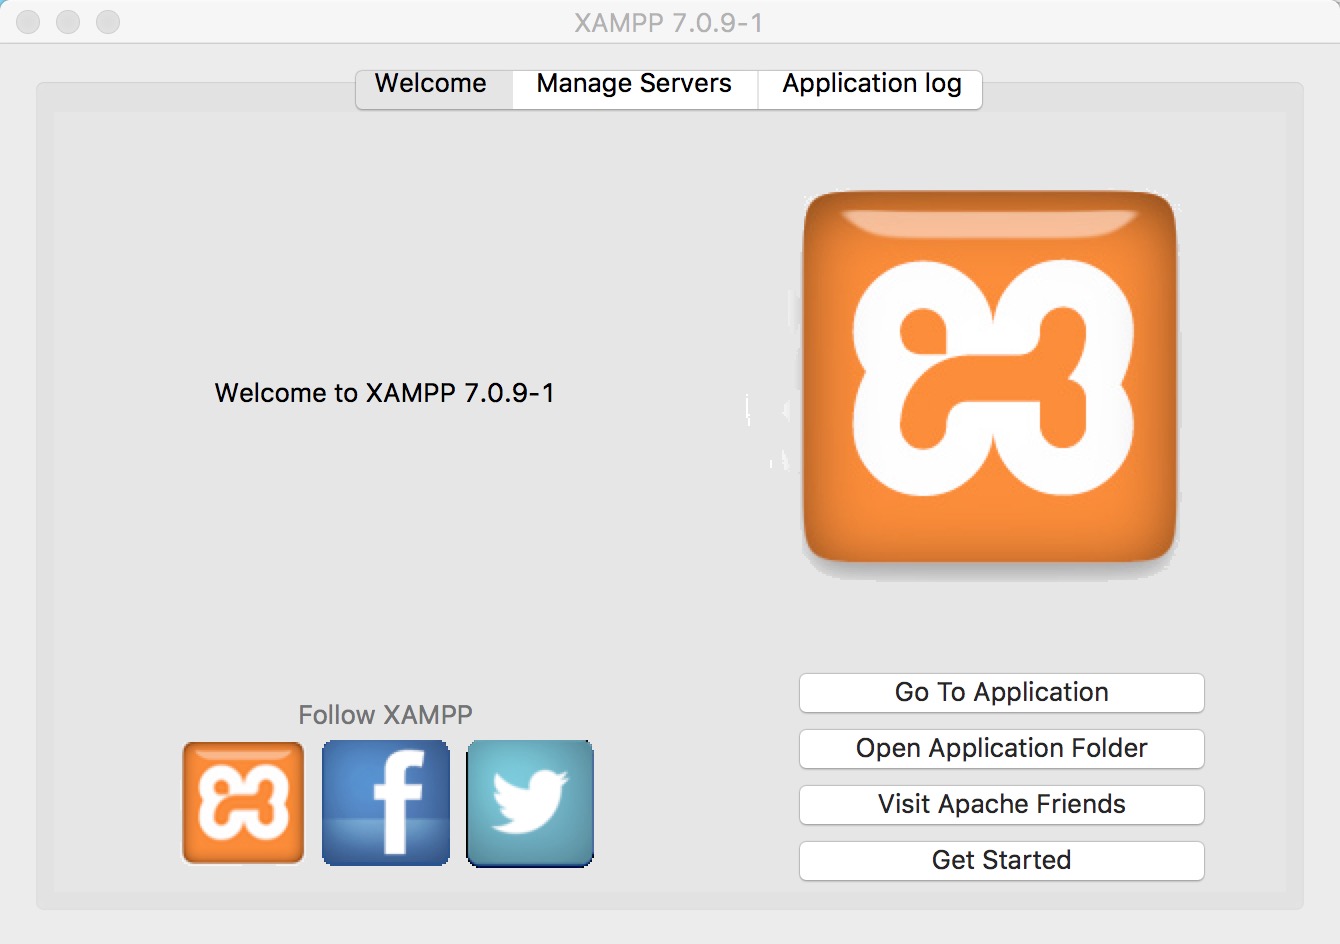 XAMPP 7.0.9-1
Welcome
Manage Servers
Application log
Welcome to XAMPP 7.0.9-1
Follow XAMPP
Go To Application
Open Application Folder
Visit Apache Friends
Get Started